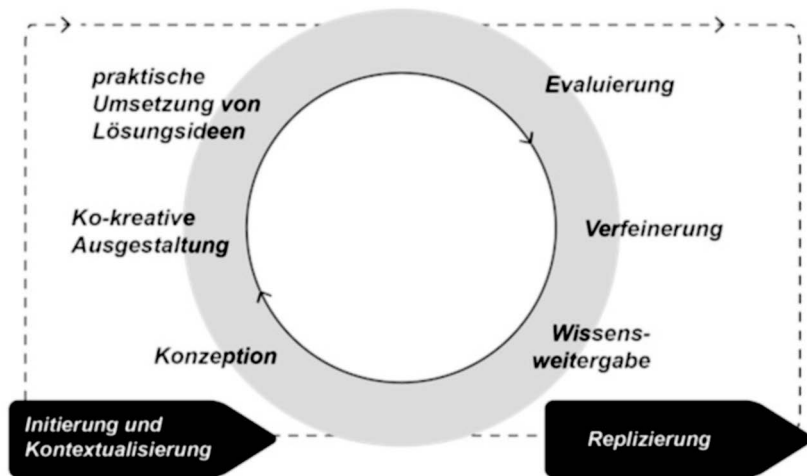 praktische
Umsetzung von
Lösungsideen
Evaluierung
Ko-kreative
Ausgestaltung
Verfeinerung
Konzeption
Wissens-
weitergabe
Initierung und
Kontextualisierung
Replizierung